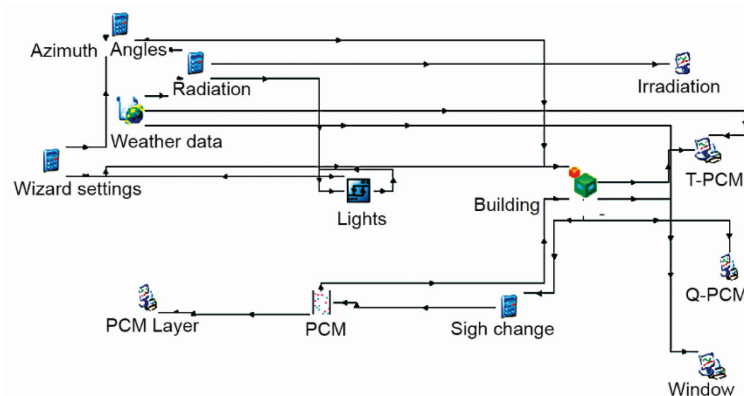 Azimuth Angles
Radiation
Irradiation
Weather data
Wizard settings
Lights
Building
T-PCM
Q-PCM
PCM Layer
PCM
Sigh change
Window